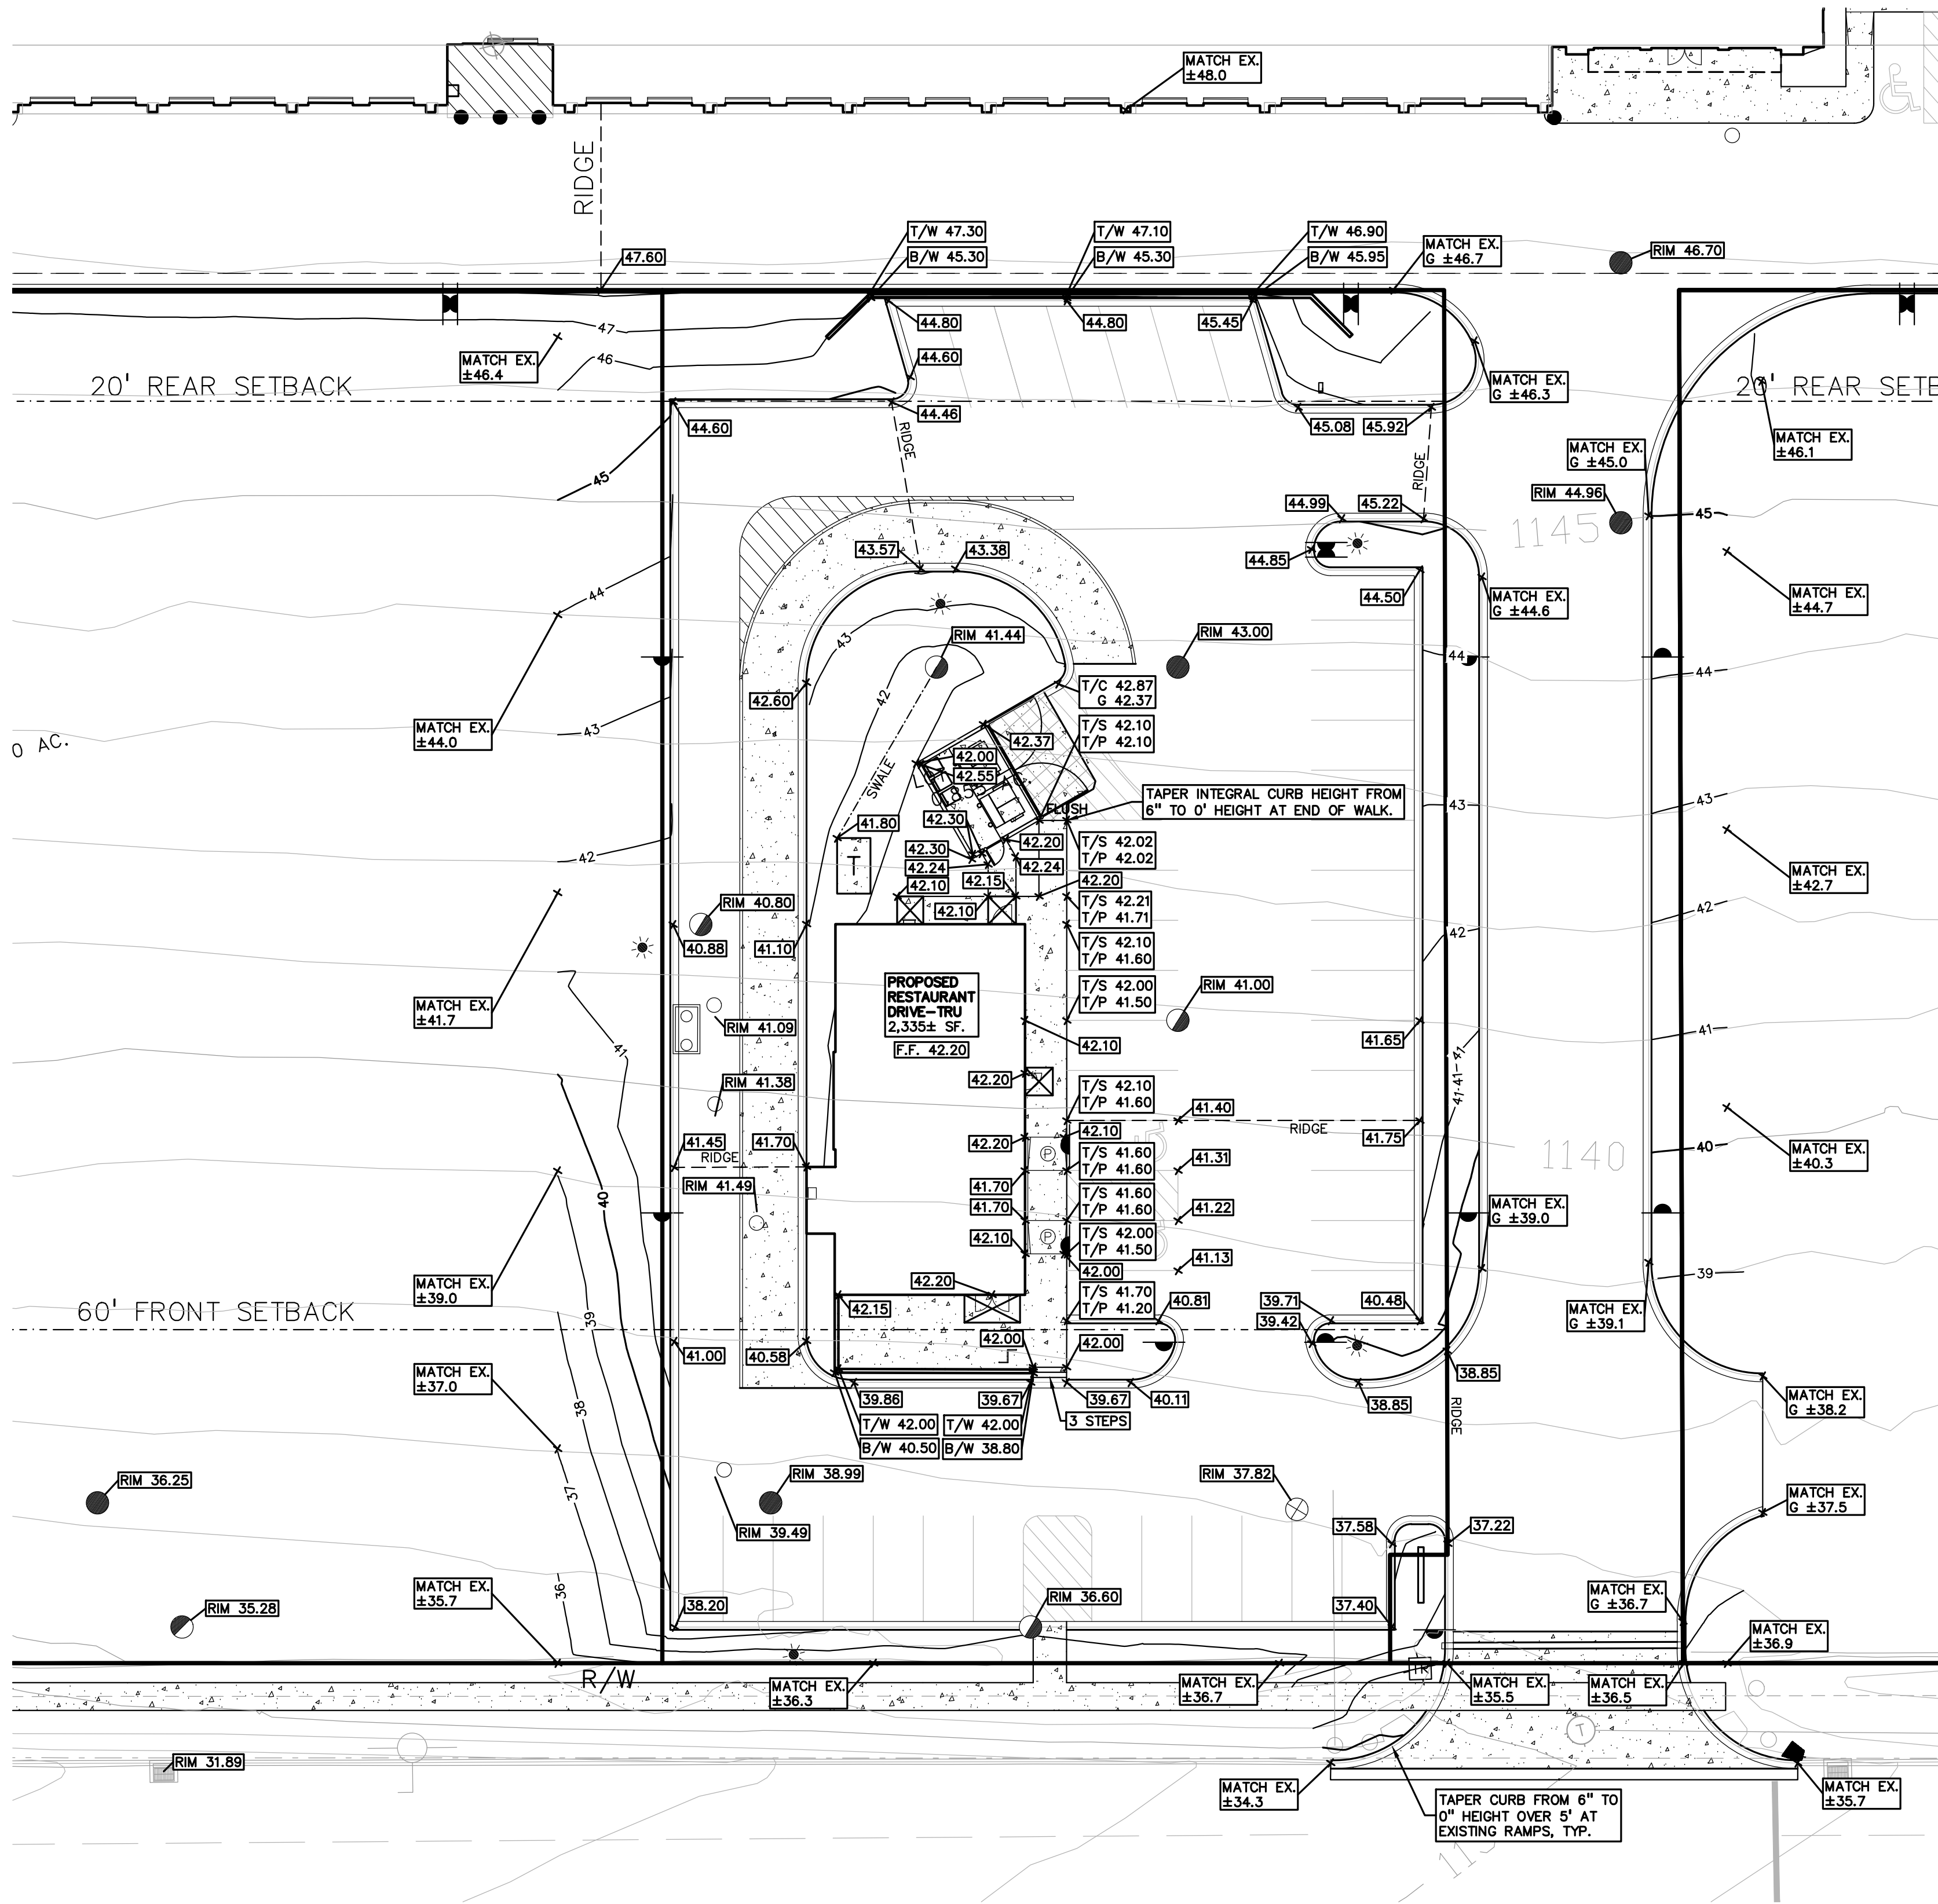 MATCH EX.
±48.0
RIDGE
47.60
T/W 47.30
B/W 45.30
T/W 47.10
B/W 45.30
T/W 46.90
B/W 45.95
MATCH EX.
G ±46.7
RIM 46.70
47
46
MATCH EX.
±46.4
44.80
44.80
45.45
44.60
20' REAR SETBACK
MATCH EX.
G ±46.3
44.46
44.60
45.08
45.92
RIDGE
RIDGE
MATCH EX.
±46.1
MATCH EX.
G ±45.0
45
RIM 44.96
44.99
45.22
1145
45
43.57
43.38
44.85
44.50
MATCH EX.
G ±44.6
MATCH EX.
±44.7
44
RIM 41.44
RIM 43.00
43
44
44
42.60
42
T/C 42.87
G 42.37
MATCH EX.
±44.0
43
T/S 42.10
T/P 42.10
42.37
0 AC.
42.00
42.55
SWALE
TAPER INTEGRAL CURB HEIGHT FROM
6" TO 0' HEIGHT AT END OF WALK.
FLUSH
43
43
42.30
41.80
42.20
T/S 42.02
T/P 42.02
42.30
42.24
42.24
42
T
MATCH EX.
±42.7
42.10
42.15
42.20
RIM 40.80
42.10
T/S 42.21
T/P 41.71
42
40.88
41.10
T/S 42.10
T/P 41.60
42
PROPOSED
RESTAURANT
DRIVE-TRU
2,335± SF.
F.F. 42.20
T/S 42.00
T/P 41.50
RIM 41.00
MATCH EX.
±41.7
RIM 41.09
41.65
41
41
42.10
RIM 41.38
42.20
T/S 42.10
T/P 41.60
41-41-41
41.40
RIDGE
41.75
42.10
41.45
41.70
42.20
RIDGE
1140
40
MATCH EX.
±40.3
P
T/S 41.60
T/P 41.60
41.31
RIM 41.49
41.70
40
41.70
T/S 41.60
T/P 41.60
41.22
MATCH EX.
G ±39.0
P
42.10
T/S 42.00
T/P 41.50
41.13
42.00
39
MATCH EX.
±39.0
42.20
T/S 41.70
T/P 41.20
60' FRONT SETBACK
42.15
40.81
39.71
40.48
MATCH EX.
G ±39.1
39
39.42
41.00
40.58
42.00
42.00
38.85
MATCH EX.
±37.0
39.86
39.67
39.67
40.11
38.85
RIDGE
MATCH EX.
G ±38.2
38
T/W 42.00
T/W 42.00
3 STEPS
B/W 40.50
B/W 38.80
RIM 36.25
37
RIM 38.99
RIM 37.82
MATCH EX.
G ±37.5
RIM 39.49
37.58
37.22
36
MATCH EX.
±35.7
RIM 35.28
38.20
RIM 36.60
37.40
MATCH EX.
G ±36.7
MATCH EX.
±36.9
R/W
MATCH EX.
±36.3
MATCH EX.
±36.7
TR
MATCH EX.
±35.5
MATCH EX.
±36.5
T
RIM 31.89
MATCH EX.
±34.3
TAPER CURB FROM 6" TO
0" HEIGHT OVER 5' AT
EXISTING RAMPS, TYP.
MATCH EX.
±35.7